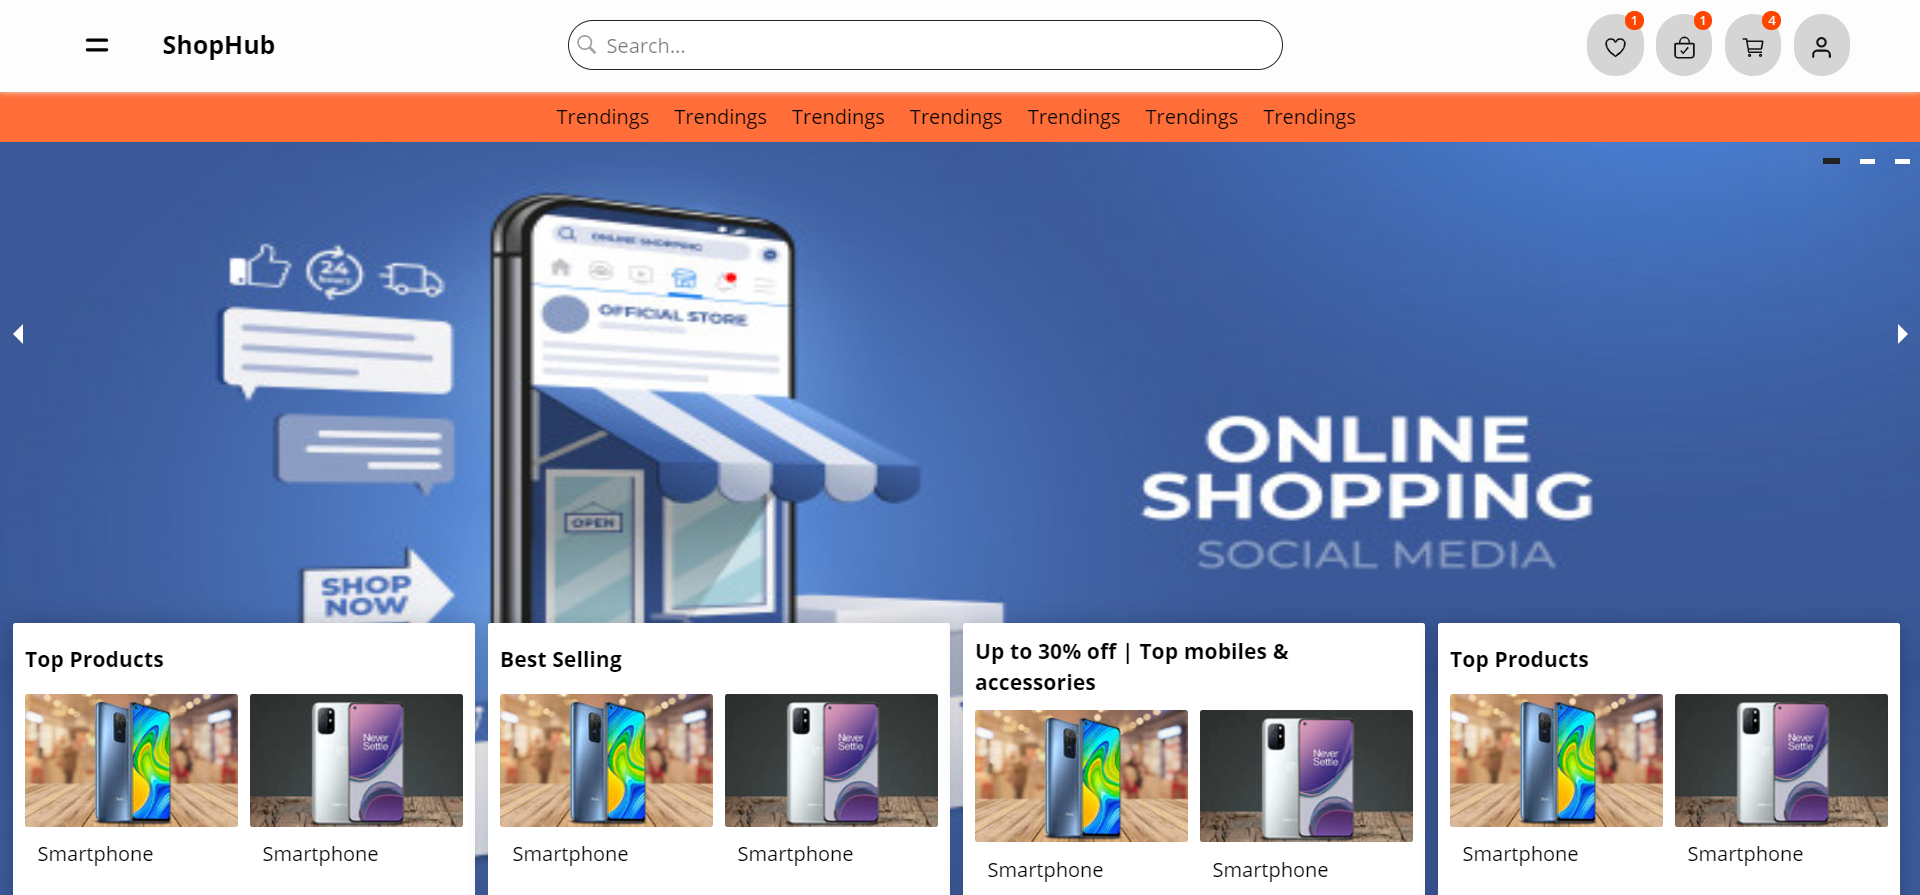 ShopHub
Search...
1
1
4
Trendings Trendings Trendings Trendings Trendings Trendings Trendings
24
ONLINE SHOPPING
OFFICIAL STORE
OPEN
SHOP
NOW
ONLINE
SHOPPING
SOCIAL MEDIA
Top Products
Never
Settle
Smartphone Smartphone
Best Selling
Never
Settle
Smartphone Smartphone
Up to 30% off | Top mobiles &
accessories
Never
Settle
Smartphone Smartphone
Top Products
Never
Settle
Smartphone Smartphone